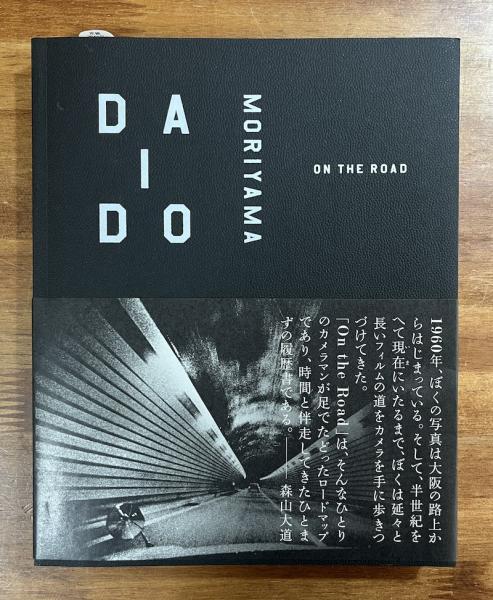 DA
I
DO
MORIYAMA
ON THE ROAD
1960年、ぼくの写真は大阪の路上か
らはじまっている。そして、半世紀を
へて現在にいたるまで、ぼくは延々と
長いフィルムの道をカメラを手に歩きつ
づけてきた。
「On the Road」は、そんなひとり
のカメラマンが足でたどったロードマップ
であり、時間と伴走してきたひとま
ずの履歴書である。——森山大道